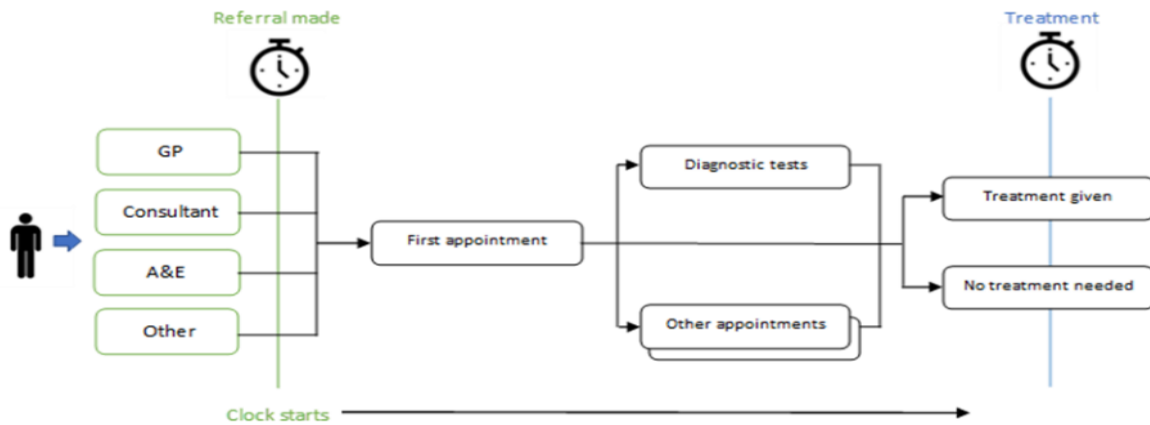 Referral made
Treatment
GP
Consultant
A&E
Other
First appointment
Diagnostic tests
Other appointments
Treatment given
No treatment needed
Clock starts